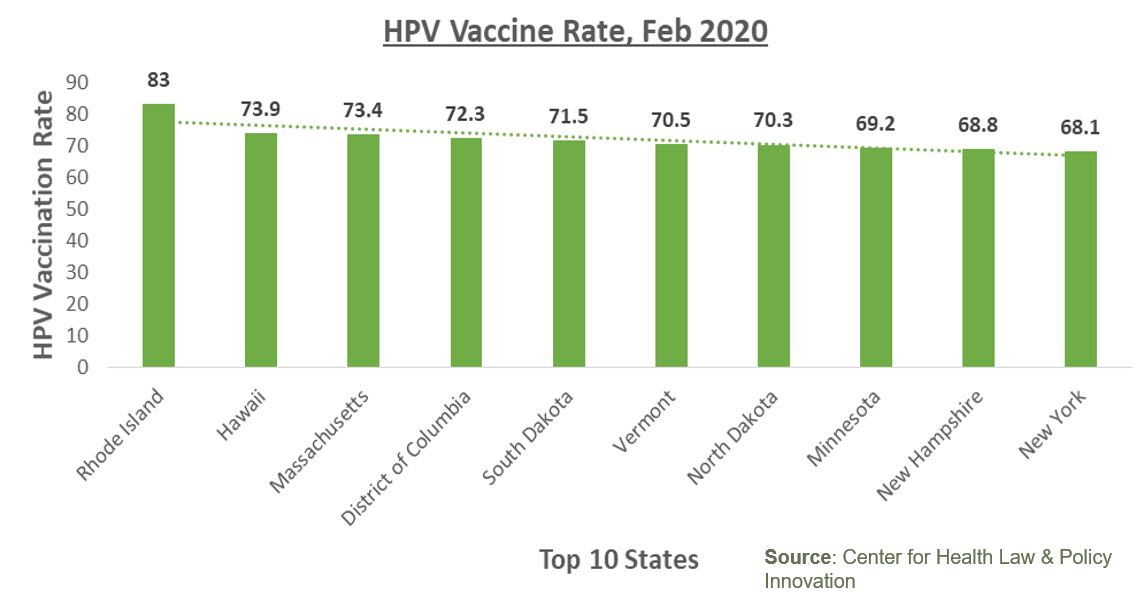 HPV Vaccine Rate, Feb 2020
HPV Vaccination Rate
90
80
70
60
50
40
30
20
10
0
83
73.9
73.4
72.3
71.5
70.5
70.3
69.2
68.8
68.1
Rhode Island
Hawaii
Massachusetts
District of Columbia
South Dakota
Vermont
North Dakota
Minnesota
New Hampshire
New York
Top 10 States
Source: Center for Health Law & Policy
Innovation